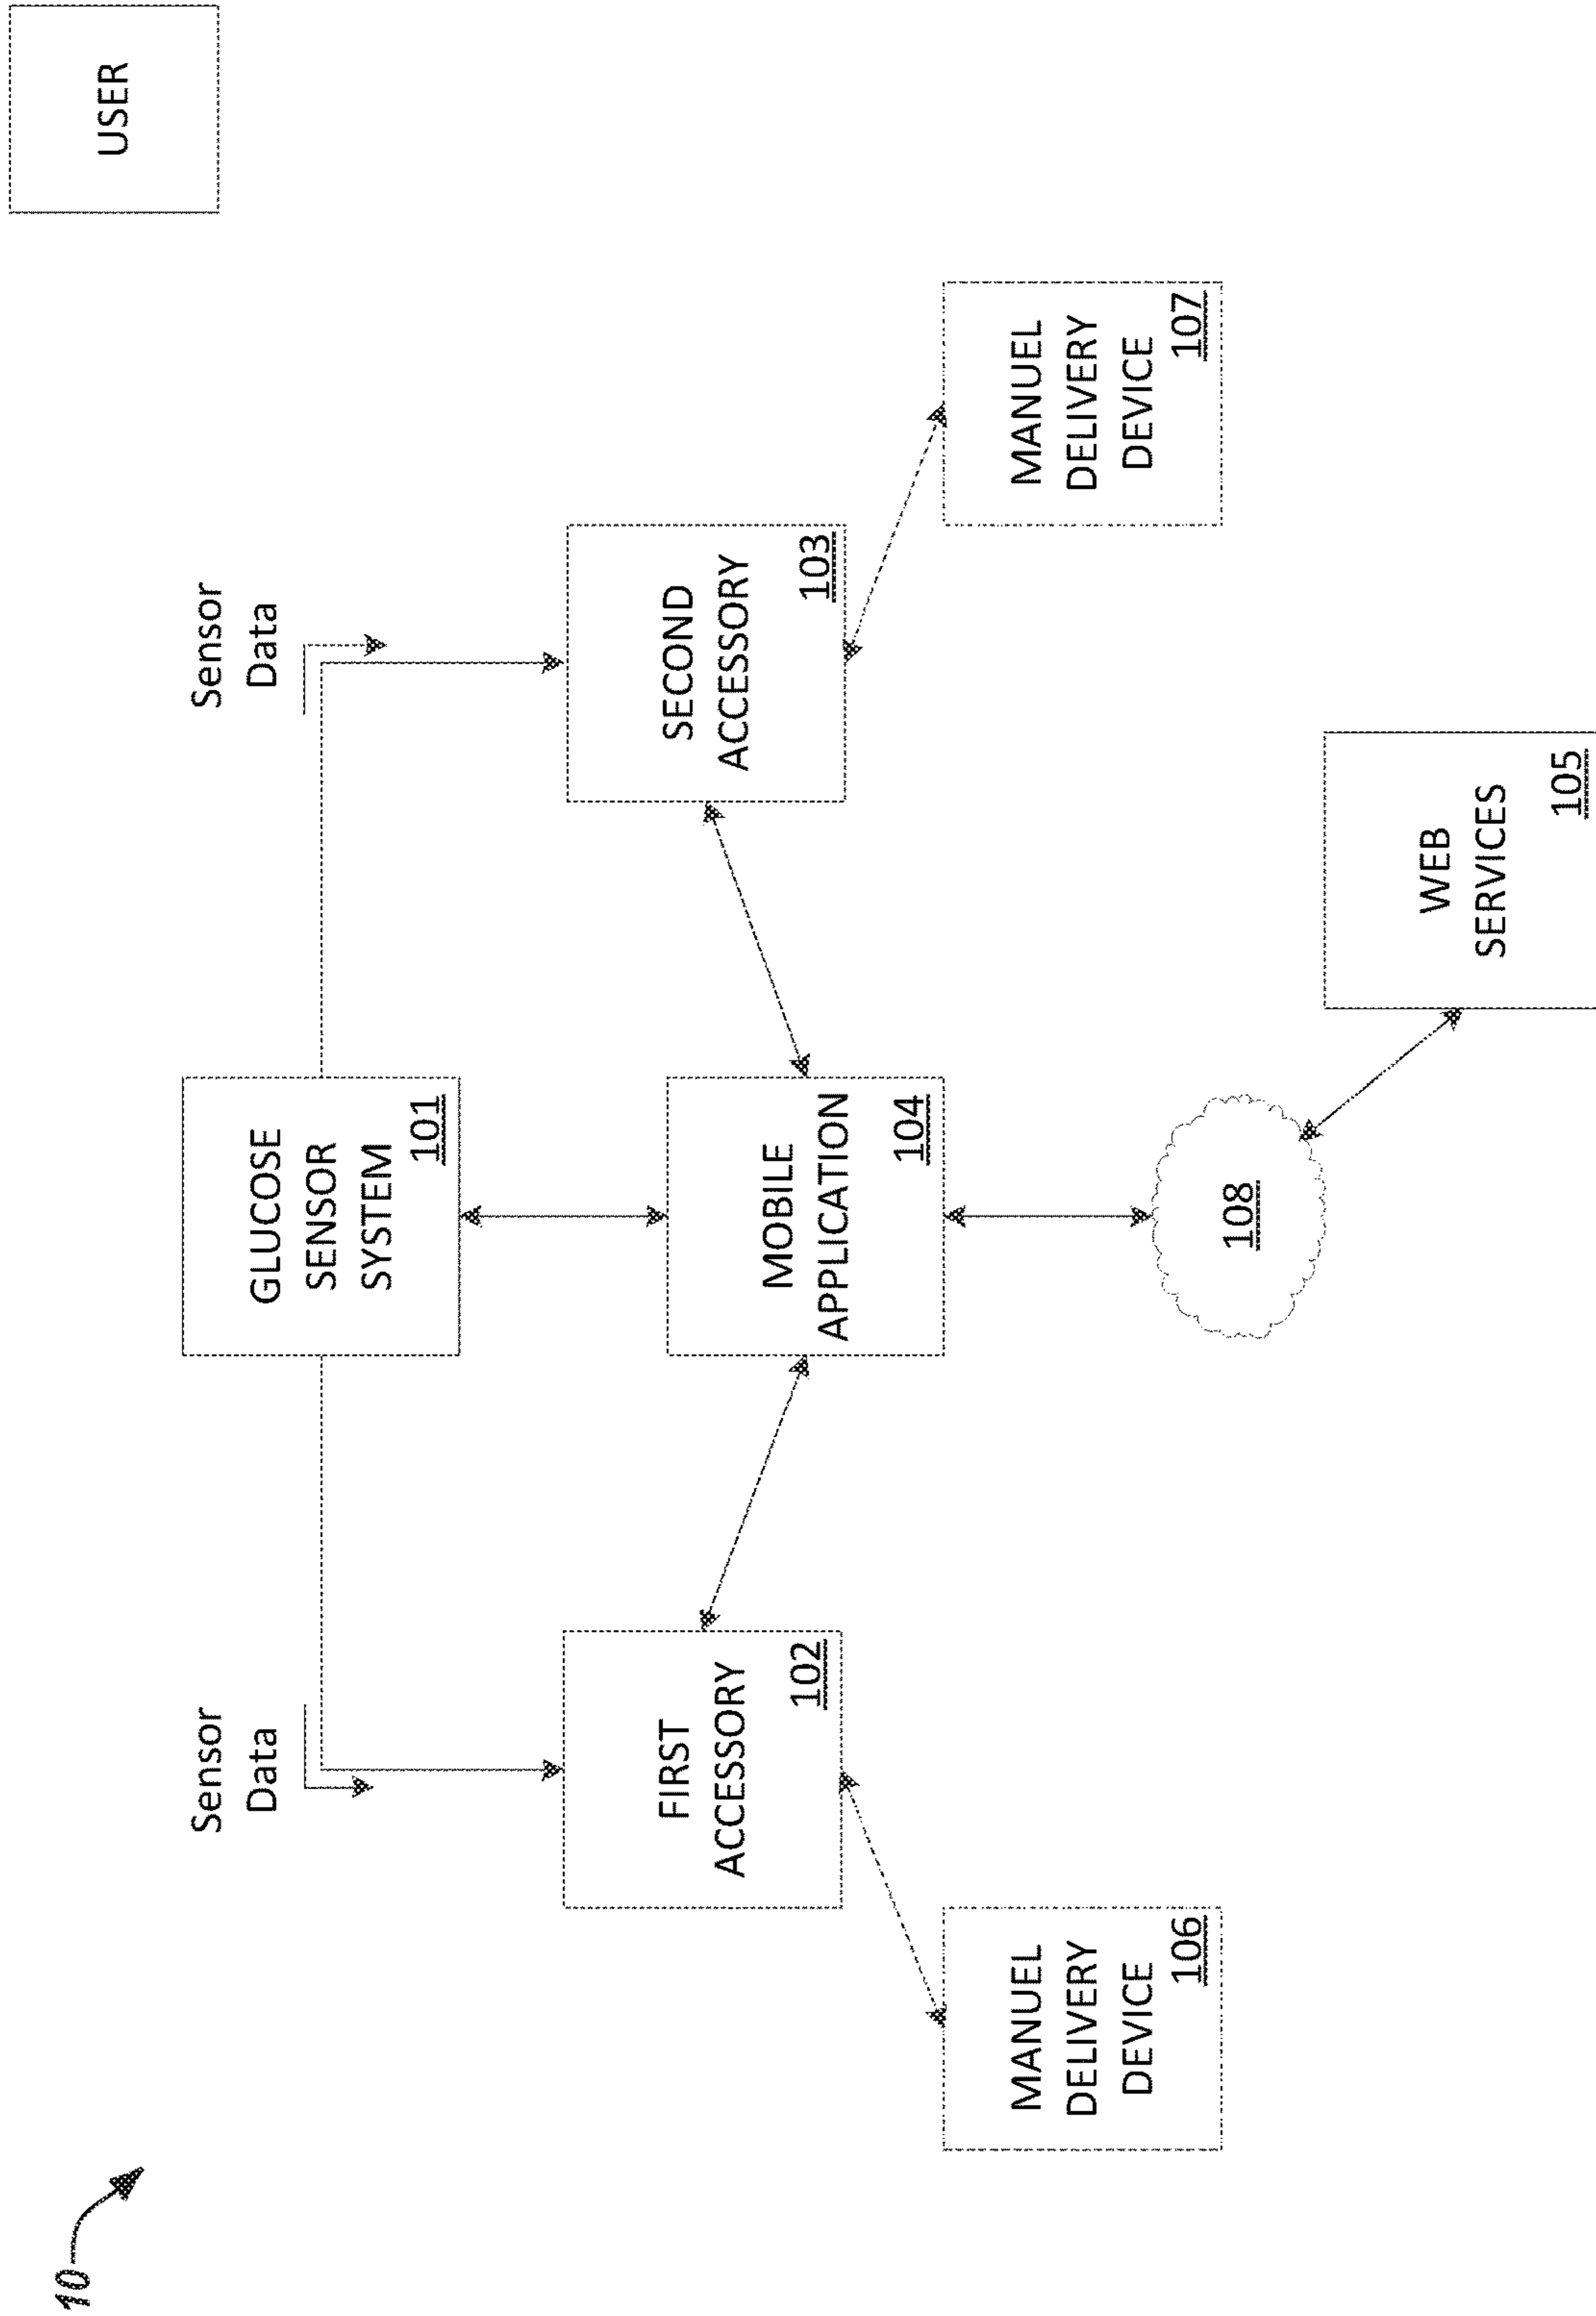 10
USER
Sensor
Data
GLUCOSE
SENSOR
SYSTEM
101
Sensor
Data
FIRST
ACCESSORY
102
MOBILE
APPLICATION
104
SECOND
ACCESSORY
103
MANUEL
DELIVERY
DEVICE
106
108
MANUEL
DELIVERY
DEVICE
107
WEB
SERVICES
105